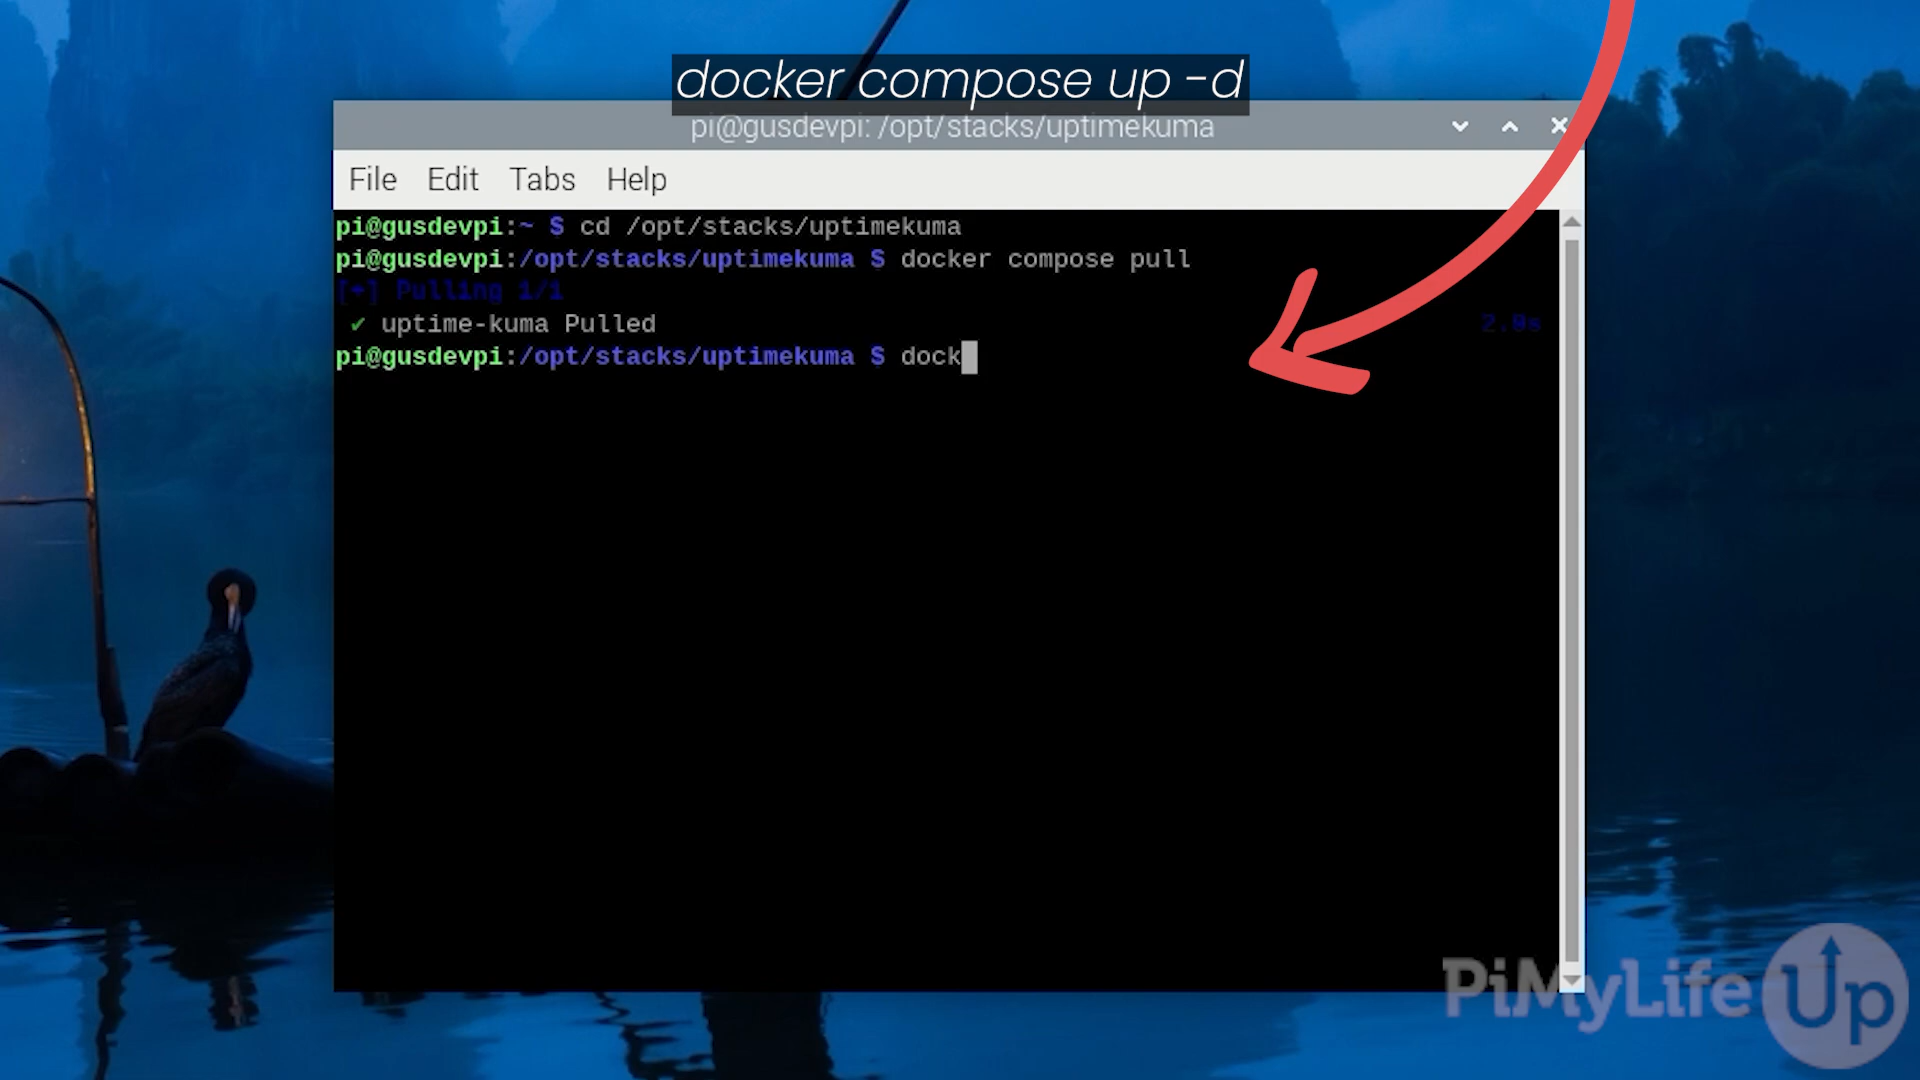 docker compose up -d
pi@gusdevpi: /opt/stacks/uptimekuma
File Edit Tabs Help
pi@gusdevpi:~ $ cd /opt/stacks/uptimekuma
pi@gusdevpi:/opt/stacks/uptimekuma $ docker compose pull
[+] Pulling 1/1
✔ uptime-kuma Pulled 2.9s
pi@gusdevpi:/opt/stacks/uptimekuma $ dock
PiMyLifeUp